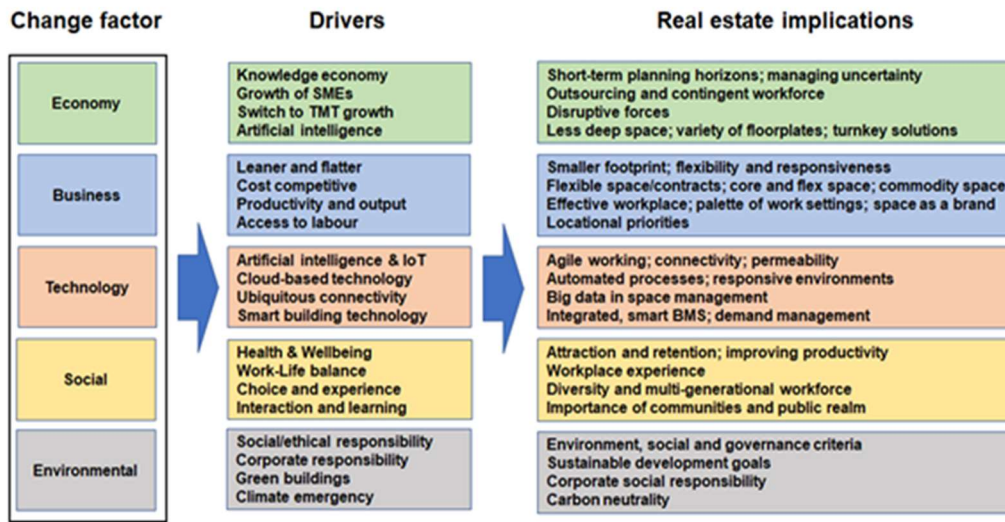 Change factor
Drivers
Real estate implications
Economy
Knowledge economy
Growth of SMEs
Switch to TMT growth
Artificial intelligence
Short-term planning horizons; managing uncertainty
Outsourcing and contingent workforce
Disruptive forces
Less deep space; variety of floorplates; turnkey solutions
Business
Leaner and flatter
Cost competitive
Productivity and output
Access to labour
Smaller footprint; flexibility and responsiveness
Flexible space/contracts; core and flex space; commodity space
Effective workplace; palette of work settings; space as a brand
Locational priorities
Technology
Artificial intelligence & IoT
Cloud-based technology
Ubiquitous connectivity
Smart building technology
Agile working; connectivity; permeability
Automated processes; responsive environments
Big data in space management
Integrated, smart BMS; demand management
Social
Health & Wellbeing
Work-Life balance
Choice and experience
Interaction and learning
Attraction and retention; improving productivity
Workplace experience
Diversity and multi-generational workforce
Importance of communities and public realm
Environmental
Social/ethical responsibility
Corporate responsibility
Green buildings
Climate emergency
Environment, social and governance criteria
Sustainable development goals
Corporate social responsibility
Carbon neutrality